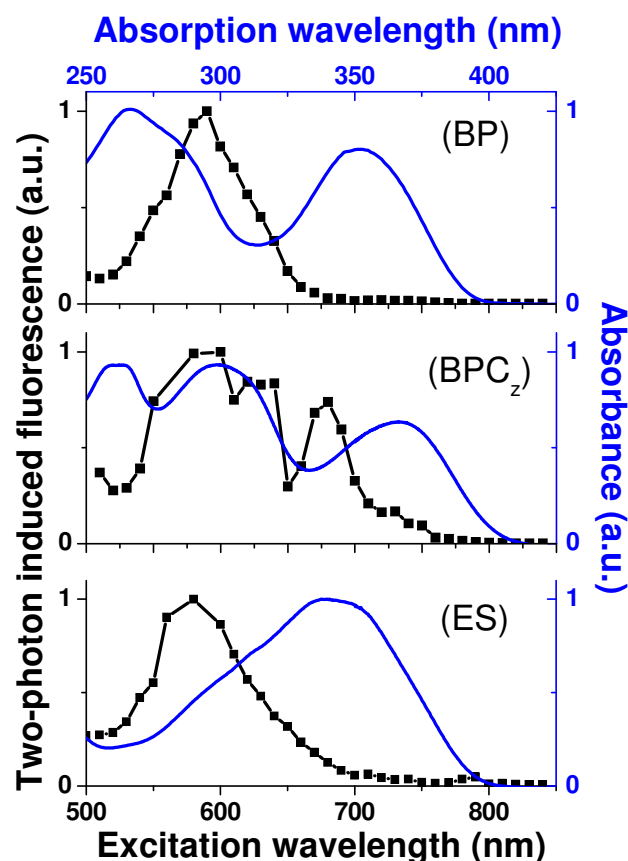 Absorption wavelength (nm)
250 300 350 400
1 1
(BP)
0 0
1 1
(BPCz)
0 0
1 1
(ES)
0 0
500 600 700 800
Excitation wavelength (nm)
Two-photon induced fluorescence (a.u.)
Absorbance (a.u.)